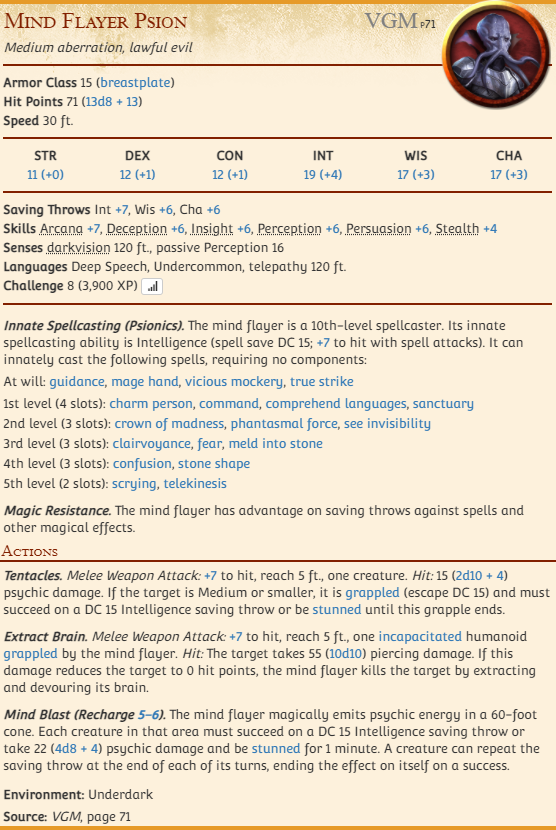 Mind Flayer Psion VGM P71
Medium aberration, lawful evil
Armor Class 15 (breastplate)
Hit Points 71 (13d8 + 13)
Speed 30 ft.
STR DEX CON INT WIS CHA
11 (+0) 12 (+1) 12 (+1) 19 (+4) 17 (+3) 17 (+3)
Saving Throws Int +7, Wis +6, Cha +6
Skills Arcana +7, Deception +6, Insight +6, Perception +6, Persuasion +6, Stealth +4
Senses darkvision 120 ft., passive Perception 16
Languages Deep Speech, Undercommon, telepathy 120 ft.
Challenge 8 (3,900 XP)
Innate Spellcasting (Psionics). The mind flayer is a 10th-level spellcaster. Its innate
spellcasting ability is Intelligence (spell save DC 15; +7 to hit with spell attacks). It can
innately cast the following spells, requiring no components:
At will: guidance, mage hand, vicious mockery, true strike
1st level (4 slots): charm person, command, comprehend languages, sanctuary
2nd level (3 slots): crown of madness, phantasmal force, see invisibility
3rd level (3 slots): clairvoyance, fear, meld into stone
4th level (3 slots): confusion, stone shape
5th level (2 slots): scrying, telekinesis
Magic Resistance. The mind flayer has advantage on saving throws against spells and
other magical effects.
Actions
Tentacles. Melee Weapon Attack: +7 to hit, reach 5 ft., one creature. Hit: 15 (2d10 + 4)
psychic damage. If the target is Medium or smaller, it is grappled (escape DC 15) and must
succeed on a DC 15 Intelligence saving throw or be stunned until this grapple ends.
Extract Brain. Melee Weapon Attack: +7 to hit, reach 5 ft., one incapacitated humanoid
grappled by the mind flayer. Hit: The target takes 55 (10d10) piercing damage. If this
damage reduces the target to 0 hit points, the mind flayer kills the target by extracting
and devouring its brain.
Mind Blast (Recharge 5–6). The mind flayer magically emits psychic energy in a 60-foot
cone. Each creature in that area must succeed on a DC 15 Intelligence saving throw or
take 22 (4d8 + 4) psychic damage and be stunned for 1 minute. A creature can repeat the
saving throw at the end of each of its turns, ending the effect on itself on a success.
Environment: Underdark
Source: VGM, page 71